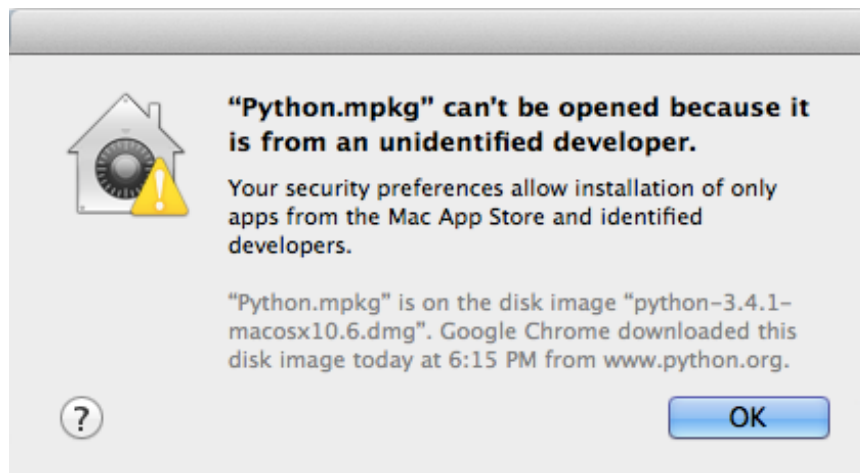 “Python.mpkg” can't be opened because it
is from an unidentified developer.
Your security preferences allow installation of only
apps from the Mac App Store and identified
developers.
“Python.mpkg” is on the disk image “python-3.4.1-
macosx10.6.dmg”. Google Chrome downloaded this
disk image today at 6:15 PM from www.python.org.
?
OK